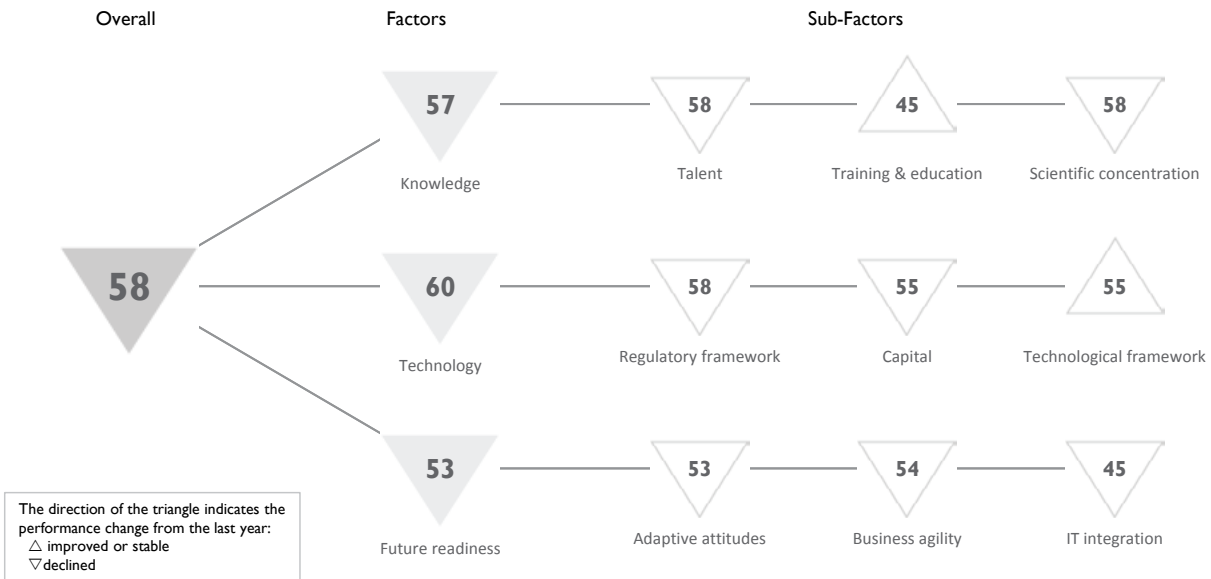 Overall Factors Sub-Factors
57 58 45 58
Knowledge Talent Training & education Scientific concentration
58 60 58 55 55
Technology Regulatory framework Capital Technological framework
53 53 54 45
Future readiness Adaptive attitudes Business agility IT integration
The direction of the triangle indicates the
performance change from the last year:
△ improved or stable
▽declined